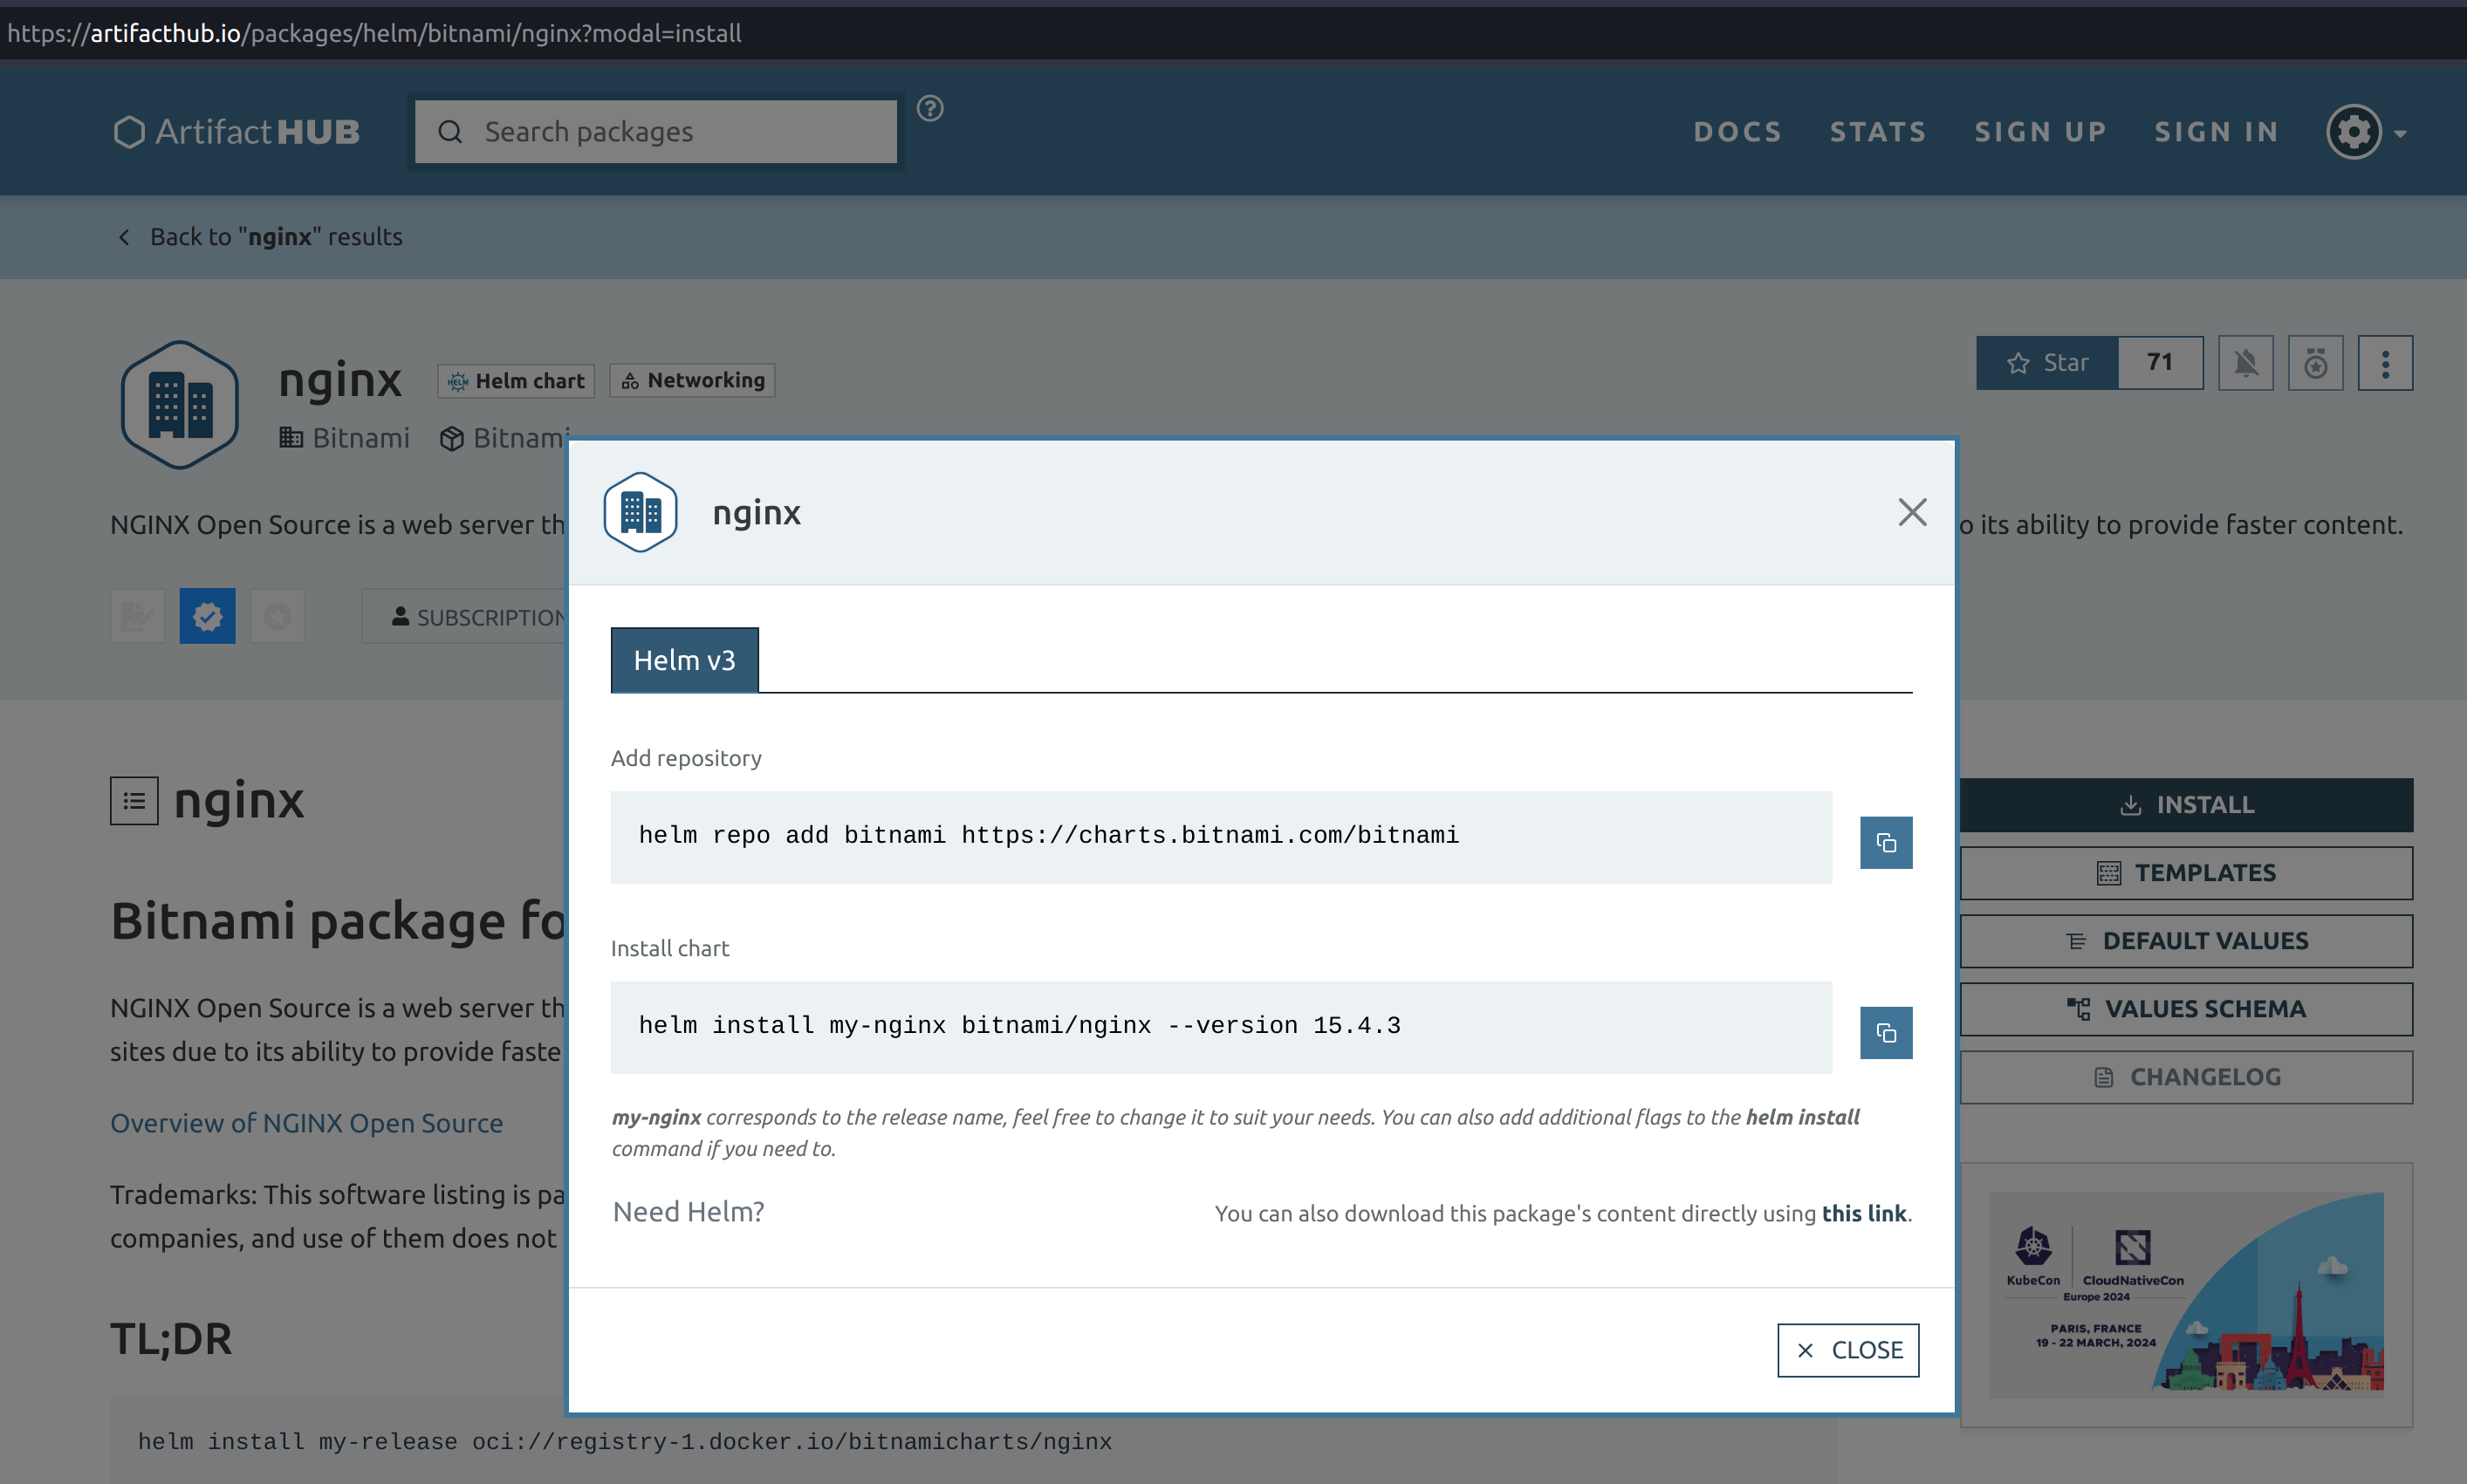 https://artifacthub.io/packages/helm/bitnami/nginx?modal=install
ArtifactHUB
Search packages
DOCS STATS SIGN UP SIGN IN
Back to "nginx" results
nginx HELM Helm chart Networking
Star 71
Bitnami Bitnami
NGINX Open Source is a web server
o its ability to provide faster content.
SUBSCRIPTION
nginx
Helm v3
Add repository
helm repo add bitnami https://charts.bitnami.com/bitnami
Install chart
helm install my-nginx bitnami/nginx --version 15.4.3
my-nginx corresponds to the release name, feel free to change it to suit your needs. You can also add additional flags to the helm install
command if you need to.
Need Helm?
You can also download this package's content directly using this link.
CLOSE
nginx
Bitnami package
NGINX Open Source is a web server
sites due to its ability to provide
Overview of NGINX Open Source
Trademarks: This software listing is
companies, and use of them does not
TL;DR
helm install my-release oci://registry-1.docker.io/bitnamicharts/nginx
INSTALL
TEMPLATES
DEFAULT VALUES
VALUES SCHEMA
CHANGELOG
KubeCon CloudNativeCon
Europe 2024
PARIS, FRANCE
19 - 22 MARCH, 2024